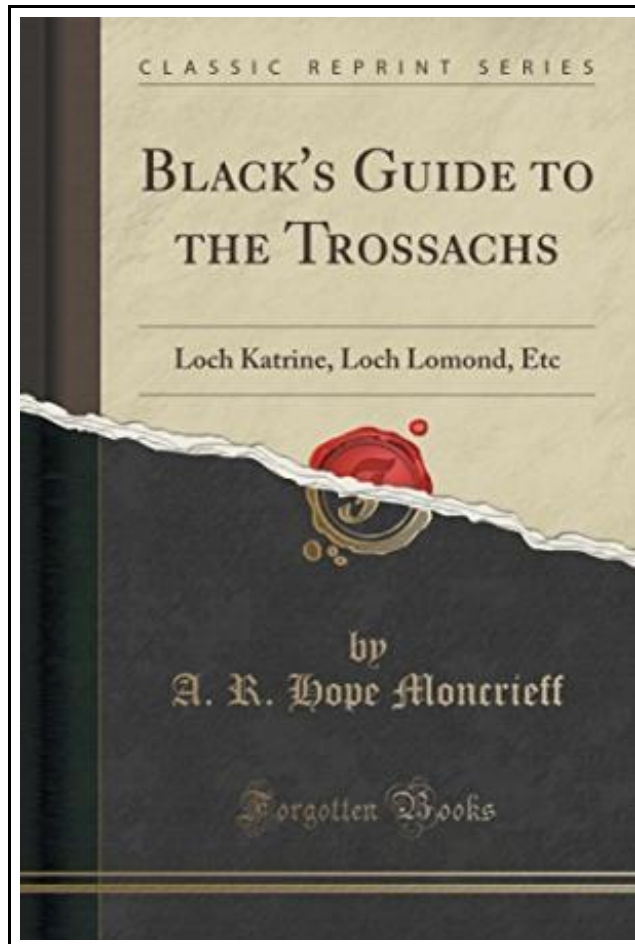 CLASSIC REPRINT SERIES
BLACK'S GUIDE TO
THE TROSSACHS
Loch Katrine, Loch Lomond, Etc
by
A. R. Hope Moncrieff
Forgotten Books